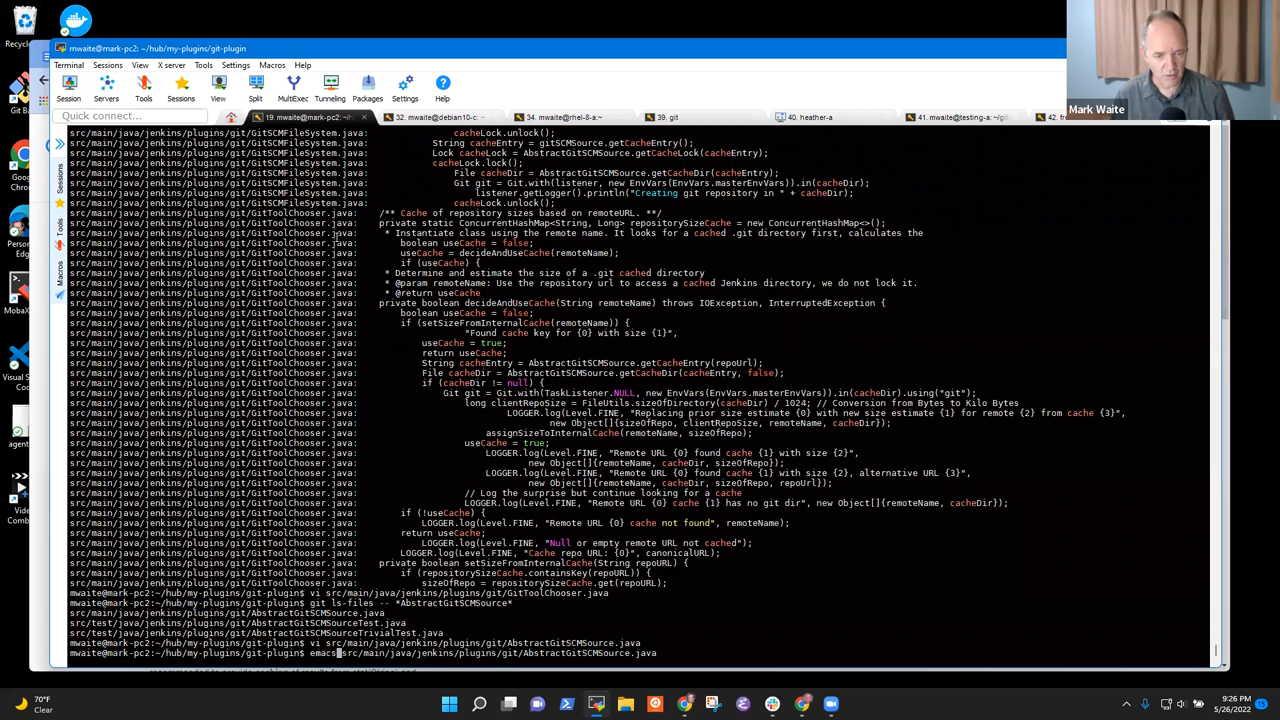 Recycl
mwaite@mark-pc2: ~/hub/my-plugins/git-plugin
Terminal Sessions View X server Tools Settings Macros Help
Session Servers Tools Sessions View Split MultiExec Tunneling Packages Settings Help
Mark Waite
Quick connect...
19. mwaite@mark-pc2: ~/h
32. mwaite@debian10-c: ~
34. mwaite@rhel-8-a: ~
39. git
40. heather-a
41. mwaite@testing-a: ~/gi
Git Ba
Goog
Chro
Person
Edg
MobaX
Visual S
Cod
agent
Vide
Comb
Sessions
Tools
Macros
src/main/java/jenkins/plugins/git/GitSCMFileSystem.java: cacheLock.unlock();
src/main/java/jenkins/plugins/git/GitSCMFileSystem.java: String cacheEntry = gitSCMSource.getCacheEntry();
src/main/java/jenkins/plugins/git/GitSCMFileSystem.java: Lock cacheLock = AbstractGitSCMSource.getCacheLock(cacheEntry);
src/main/java/jenkins/plugins/git/GitSCMFileSystem.java: cacheLock.lock();
src/main/java/jenkins/plugins/git/GitSCMFileSystem.java: File cacheDir = AbstractGitSCMSource.getCacheDir(cacheEntry);
src/main/java/jenkins/plugins/git/GitSCMFileSystem.java: Git git = Git.with(listener, new EnvVars(EnvVars.masterEnvVars)).in(cacheDir);
src/main/java/jenkins/plugins/git/GitSCMFileSystem.java: listener.getLogger().println("Creating git repository in " + cacheDir);
src/main/java/jenkins/plugins/git/GitSCMFileSystem.java: cacheLock.unlock();
src/main/java/jenkins/plugins/git/GitToolChooser.java: /** Cache of repository sizes based on remoteURL. **/
src/main/java/jenkins/plugins/git/GitToolChooser.java: private static ConcurrentHashMap<String, Long> repositorySizeCache = new ConcurrentHashMap<>();
src/main/java/jenkins/plugins/git/GitToolChooser.java: * Instantiate class using the remote name. It looks for a cached .git directory first, calculates the
src/main/java/jenkins/plugins/git/GitToolChooser.java: boolean useCache = false;
src/main/java/jenkins/plugins/git/GitToolChooser.java: useCache = decideAndUseCache(remoteName);
src/main/java/jenkins/plugins/git/GitToolChooser.java: if (useCache) {
src/main/java/jenkins/plugins/git/GitToolChooser.java: * Determine and estimate the size of a .git cached directory
src/main/java/jenkins/plugins/git/GitToolChooser.java: * @param remoteName: Use the repository url to access a cached Jenkins directory, we do not lock it.
src/main/java/jenkins/plugins/git/GitToolChooser.java: * @return useCache
src/main/java/jenkins/plugins/git/GitToolChooser.java: private boolean decideAndUseCache(String remoteName) throws IOException, InterruptedException {
src/main/java/jenkins/plugins/git/GitToolChooser.java: boolean useCache = false;
src/main/java/jenkins/plugins/git/GitToolChooser.java: if (setSizeFromInternalCache(remoteName)) {
src/main/java/jenkins/plugins/git/GitToolChooser.java: "Found cache key for {0} with size {1}",
src/main/java/jenkins/plugins/git/GitToolChooser.java: useCache = true;
src/main/java/jenkins/plugins/git/GitToolChooser.java: return useCache;
src/main/java/jenkins/plugins/git/GitToolChooser.java: String cacheEntry = AbstractGitSCMSource.getCacheEntry(repoUrl);
src/main/java/jenkins/plugins/git/GitToolChooser.java: File cacheDir = AbstractGitSCMSource.getCacheDir(cacheEntry, false);
src/main/java/jenkins/plugins/git/GitToolChooser.java: if (cacheDir != null) {
src/main/java/jenkins/plugins/git/GitToolChooser.java: Git git = Git.with(TaskListener.NULL, new EnvVars(EnvVars.masterEnvVars)).in(cacheDir).using("git");
src/main/java/jenkins/plugins/git/GitToolChooser.java: long clientRepoSize = FileUtils.sizeOfDirectory(cacheDir) / 1024; // Conversion from Bytes to Kilo Bytes
src/main/java/jenkins/plugins/git/GitToolChooser.java: LOGGER.log(Level.FINE, "Replacing prior size estimate {0} with new size estimate {1} for remote {2} from cache {3}",
src/main/java/jenkins/plugins/git/GitToolChooser.java: new Object[]{sizeOfRepo, clientRepoSize, remoteName, cacheDir});
src/main/java/jenkins/plugins/git/GitToolChooser.java: assignSizeToInternalCache(remoteName, sizeOfRepo);
src/main/java/jenkins/plugins/git/GitToolChooser.java: useCache = true;
src/main/java/jenkins/plugins/git/GitToolChooser.java: LOGGER.log(Level.FINE, "Remote URL {0} found cache {1} with size {2}",
src/main/java/jenkins/plugins/git/GitToolChooser.java: new Object[]{remoteName, cacheDir, sizeOfRepo});
src/main/java/jenkins/plugins/git/GitToolChooser.java: LOGGER.log(Level.FINE, "Remote URL {0} found cache {1} with size {2}, alternative URL {3}",
src/main/java/jenkins/plugins/git/GitToolChooser.java: new Object[]{remoteName, cacheDir, sizeOfRepo, repoUrl});
src/main/java/jenkins/plugins/git/GitToolChooser.java: // Log the surprise but continue looking for a cache
src/main/java/jenkins/plugins/git/GitToolChooser.java: LOGGER.log(Level.FINE, "Remote URL {0} cache {1} has no git dir", new Object[]{remoteName, cacheDir});
src/main/java/jenkins/plugins/git/GitToolChooser.java: if (!useCache) {
src/main/java/jenkins/plugins/git/GitToolChooser.java: LOGGER.log(Level.FINE, "Remote URL {0} cache not found", remoteName);
src/main/java/jenkins/plugins/git/GitToolChooser.java: return useCache;
src/main/java/jenkins/plugins/git/GitToolChooser.java: LOGGER.log(Level.FINE, "Null or empty remote URL not cached");
src/main/java/jenkins/plugins/git/GitToolChooser.java: LOGGER.log(Level.FINE, "Cache repo URL: {0}", canonicalURL);
src/main/java/jenkins/plugins/git/GitToolChooser.java: private boolean setSizeFromInternalCache(String repoURL) {
src/main/java/jenkins/plugins/git/GitToolChooser.java: if (repositorySizeCache.containsKey(repoURL)) {
src/main/java/jenkins/plugins/git/GitToolChooser.java: sizeOfRepo = repositorySizeCache.get(repoURL);
mwaite@mark-pc2:~/hub/my-plugins/git-plugin$ vi src/main/java/jenkins/plugins/git/GitToolChooser.java
mwaite@mark-pc2:~/hub/my-plugins/git-plugin$ git ls-files -- *AbstractGitSCMSource*
src/main/java/jenkins/plugins/git/AbstractGitSCMSource.java
src/test/java/jenkins/plugins/git/AbstractGitSCMSourceTest.java
src/test/java/jenkins/plugins/git/AbstractGitSCMSourceTrivialTest.java
mwaite@mark-pc2:~/hub/my-plugins/git-plugin$ vi src/main/java/jenkins/plugins/git/AbstractGitSCMSource.java
mwaite@mark-pc2:~/hub/my-plugins/git-plugin$ emacs src/main/java/jenkins/plugins/git/AbstractGitSCMSource.java
70°F
Clear
9:26 PM
5/26/2022
15